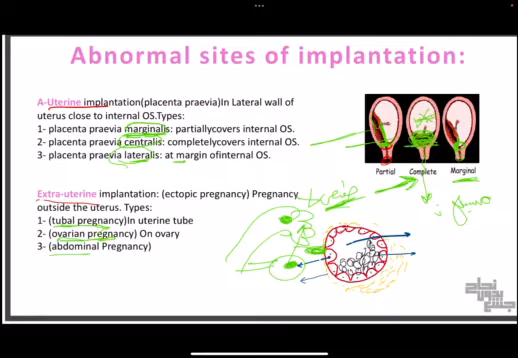 Abnormal sites of implantation:
A-Uterine implantation(placenta praevia)In Lateral wall of
uterus close to internal OS.Types:
1- placenta praevia marginalis: partiallycovers internal OS.
2- placenta praevia centralis: completelycovers internal OS.
3- placenta praevia lateralis: at margin ofinternal OS.
Partial Complete Marginal
Extra-uterine implantation: (ectopic pregnancy) Pregnancy
outside the uterus. Types:
1- (tubal pregnancy)In uterine tube
2- (ovarian pregnancy) On ovary
3- (abdominal Pregnancy)